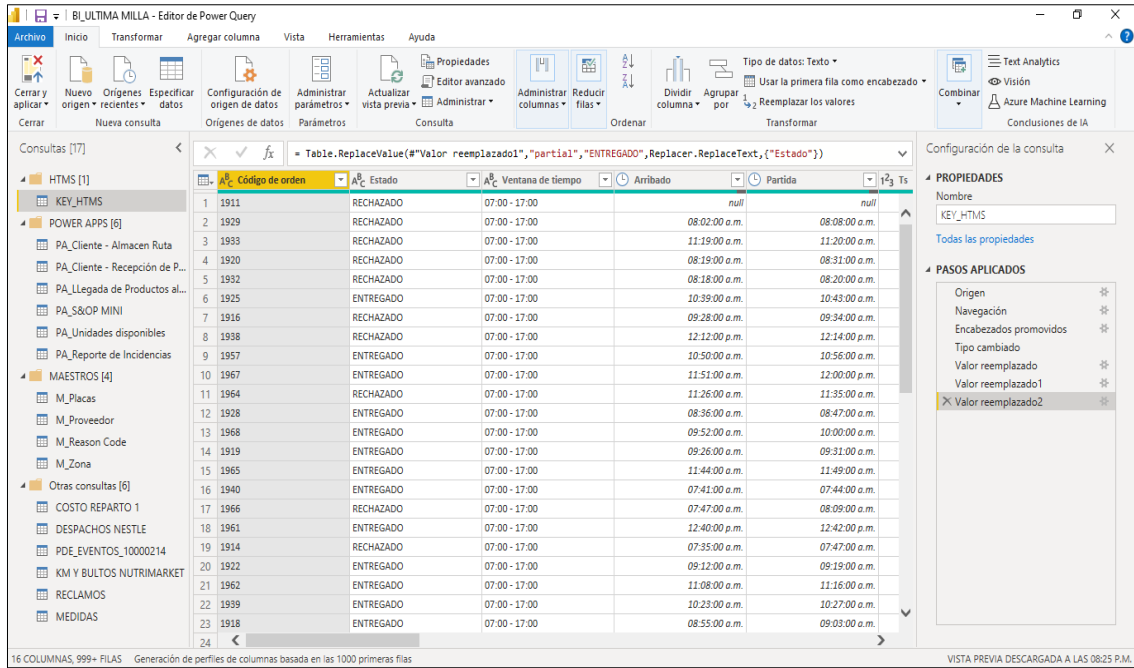 BI_ULTIMA MILLA - Editor de Power Query
Archivo Inicio Transformar Agregar columna Vista Herramientas Ayuda
Cerrar y aplicar
Cerrar
Nuevo origen
Orígenes recientes
Especificar datos
Nueva consulta
Configuración de origen de datos
Orígenes de datos
Administrar parámetros
Parámetros
Actualizar vista previa
Propiedades
Editor avanzado
Administrar
Consulta
Administrar columnas
Reducir filas
Ordenar
Dividir columna
Agrupar por
Tipo de datos: Texto
Usar la primera fila como encabezado
1 2 Reemplazar los valores
Transformar
Combinar
Text Analytics
Visión
Azure Machine Learning
Conclusiones de IA
Consultas [17]
HTMS [1]
KEY_HTMS
POWER APPS [6]
PA_Cliente - Almacen Ruta
PA_Cliente - Recepción de P...
PA_LLegada de Productos al...
PA_S&OP MINI
PA_Unidades disponibles
PA_Reporte de Incidencias
MAESTROS [4]
M_Placas
M_Proveedor
M_Reason Code
M_Zona
Otras consultas [6]
COSTO REPARTO 1
DESPACHOS NESTLE
PDE_EVENTOS_10000214
KM Y BULTOS NUTRIMARKET
RECLAMOS
MEDIDAS
fx = Table.ReplaceValue(#"Valor reemplazado1","partial","ENTREGADO",Replacer.ReplaceText,{"Estado"})
ABC Código de orden ABC Estado ABC Ventana de tiempo Arribado Partida 123 Ts
1 1911 RECHAZADO 07:00 - 17:00 null null
2 1929 RECHAZADO 07:00 - 17:00 08:02:00 a.m. 08:08:00 a.m.
3 1933 RECHAZADO 07:00 - 17:00 11:19:00 a.m. 11:20:00 a.m.
4 1920 RECHAZADO 07:00 - 17:00 08:19:00 a.m. 08:31:00 a.m.
5 1932 RECHAZADO 07:00 - 17:00 08:18:00 a.m. 08:20:00 a.m.
6 1925 ENTREGADO 07:00 - 17:00 10:39:00 a.m. 10:43:00 a.m.
7 1916 RECHAZADO 07:00 - 17:00 09:28:00 a.m. 09:34:00 a.m.
8 1938 RECHAZADO 07:00 - 17:00 12:12:00 p.m. 12:14:00 p.m.
9 1957 ENTREGADO 07:00 - 17:00 10:50:00 a.m. 10:56:00 a.m.
10 1967 ENTREGADO 07:00 - 17:00 11:51:00 a.m. 12:00:00 p.m.
11 1964 RECHAZADO 07:00 - 17:00 11:26:00 a.m. 11:35:00 a.m.
12 1928 ENTREGADO 07:00 - 17:00 08:36:00 a.m. 08:47:00 a.m.
13 1968 ENTREGADO 07:00 - 17:00 09:52:00 a.m. 10:00:00 a.m.
14 1919 ENTREGADO 07:00 - 17:00 09:26:00 a.m. 09:31:00 a.m.
15 1965 ENTREGADO 07:00 - 17:00 11:44:00 a.m. 11:49:00 a.m.
16 1940 ENTREGADO 07:00 - 17:00 07:41:00 a.m. 07:44:00 a.m.
17 1966 RECHAZADO 07:00 - 17:00 07:47:00 a.m. 08:09:00 a.m.
18 1961 ENTREGADO 07:00 - 17:00 12:40:00 p.m. 12:42:00 p.m.
19 1914 RECHAZADO 07:00 - 17:00 07:35:00 a.m. 07:47:00 a.m.
20 1922 ENTREGADO 07:00 - 17:00 09:12:00 a.m. 09:19:00 a.m.
21 1962 ENTREGADO 07:00 - 17:00 11:08:00 a.m. 11:16:00 a.m.
22 1939 ENTREGADO 07:00 - 17:00 10:23:00 a.m. 10:27:00 a.m.
23 1918 ENTREGADO 07:00 - 17:00 08:55:00 a.m. 09:03:00 a.m.
24
Configuración de la consulta
PROPIEDADES
Nombre
KEY_HTMS
Todas las propiedades
PASOS APLICADOS
Origen
Navegación
Encabezados promovidos
Tipo cambiado
Valor reemplazado
Valor reemplazado1
Valor reemplazado2
16 COLUMNAS, 999+ FILAS Generación de perfiles de columnas basada en las 1000 primeras filas
VISTA PREVIA DESCARGADA A LAS 08:25 P.M.